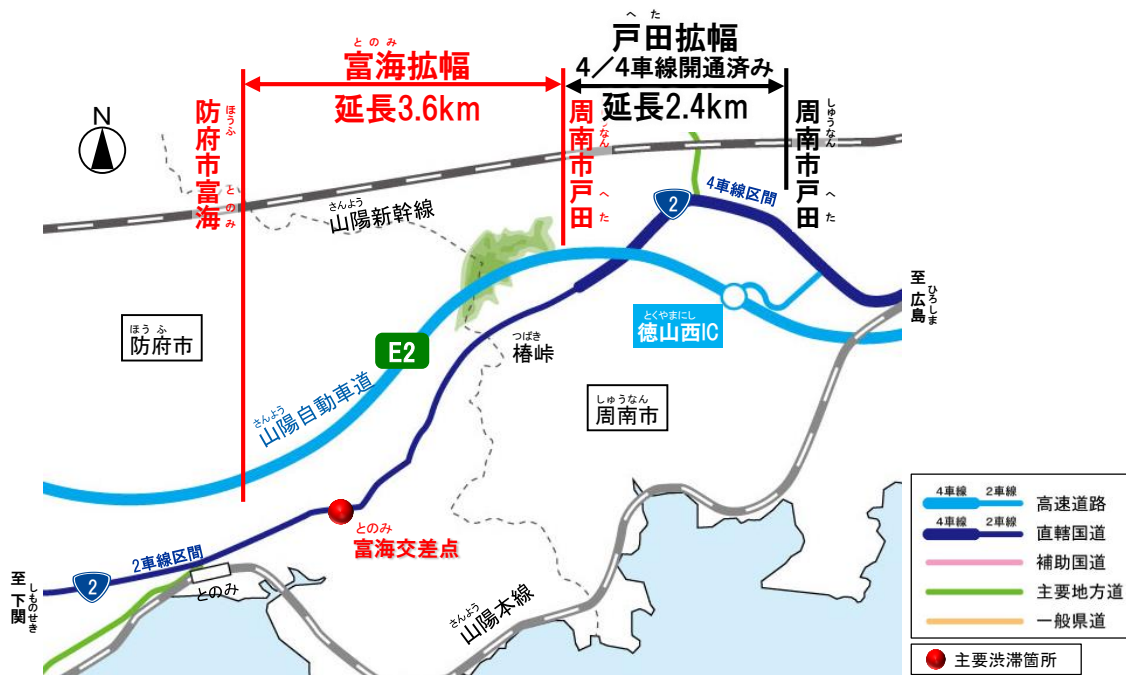 とのみ
富海拡幅
延長3.6km
へた
戸田拡幅
4／4車線開通済み
延長2.4km
N
防府市富海
ほうふ
とのみ
周南市戸田
しゅうなん
へた
周南市戸田
しゅうなん
へた
さんよう
山陽新幹線
2
4車線区間
至広島
ひろしま
とくやまにし
徳山西IC
ほうふ
防府市
E2
つばき
椿峠
さんよう
山陽自動車道
しゅうなん
周南市
とのみ
富海交差点
2車線区間
2
至下関
しものせき
とのみ
さんよう
山陽本線
4車線 2車線
高速道路
4車線 2車線
直轄国道
補助国道
主要地方道
一般県道
主要渋滞箇所